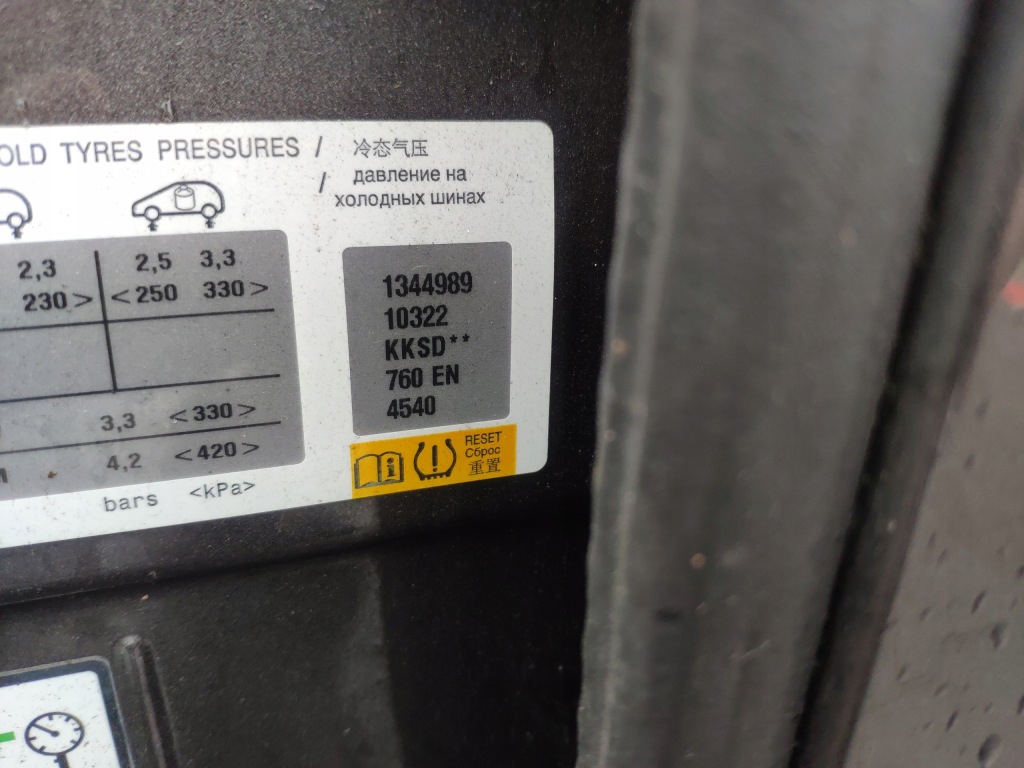 OLD TYRES PRESSURES / 冷态气压
/ давление на
холодных шинах
2,3 2,5 3,3
230> <250 330>
3,3 <330>
4,2 <420>
bars <kPa>
1344989
10322
KKSD**
760 EN
4540
RESET
Сброс
重置